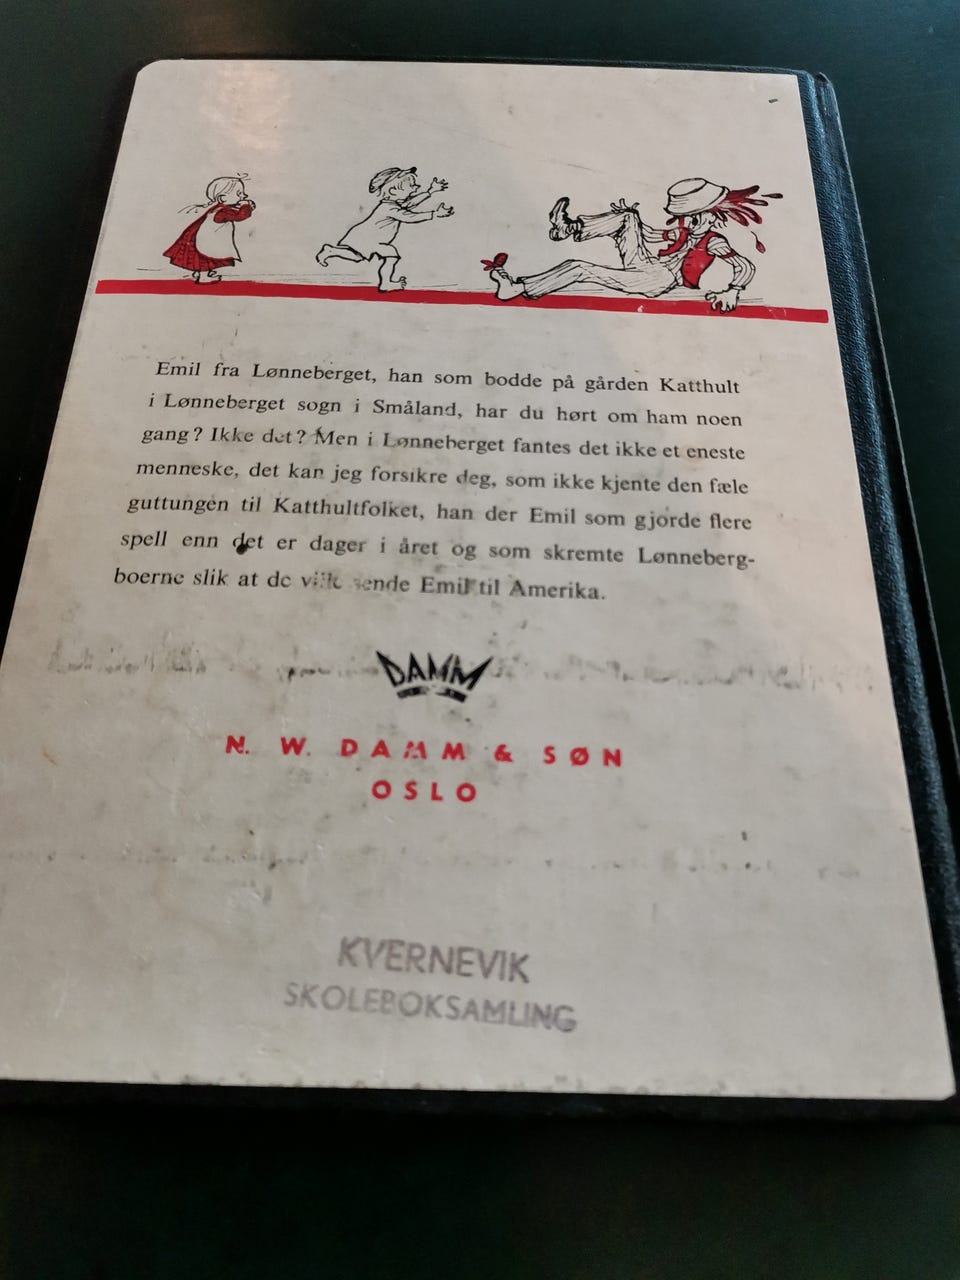 Emil fra Lønneberget, han som bodde på gården Katthult
i Lønneberget sogn i Småland, har du hørt om ham noen
gang? Ikke det? Men i Lønneberget fantes det ikke et eneste
menneske, det kan jeg forsikre deg, som ikke kjente den fæle
guttungen til Katthultfolket, han der Emil som gjorde flere
spell enn det er dager i året og som skremte Lønneberg-
boerne slik at de ville sende Emil til Amerika.
DAMM
N. W. DAMM & SØN
OSLO
KVERNEVIK
SKOLEBOKSAMLING